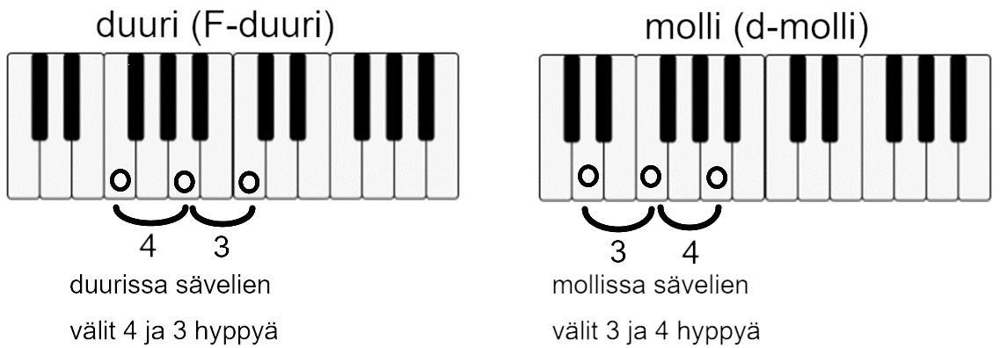 duuri (F-duuri)
4
3
duurissa sävelien
välit 4 ja 3 hyppyä
molli (d-molli)
3
4
mollissa sävelien
välit 3 ja 4 hyppyä